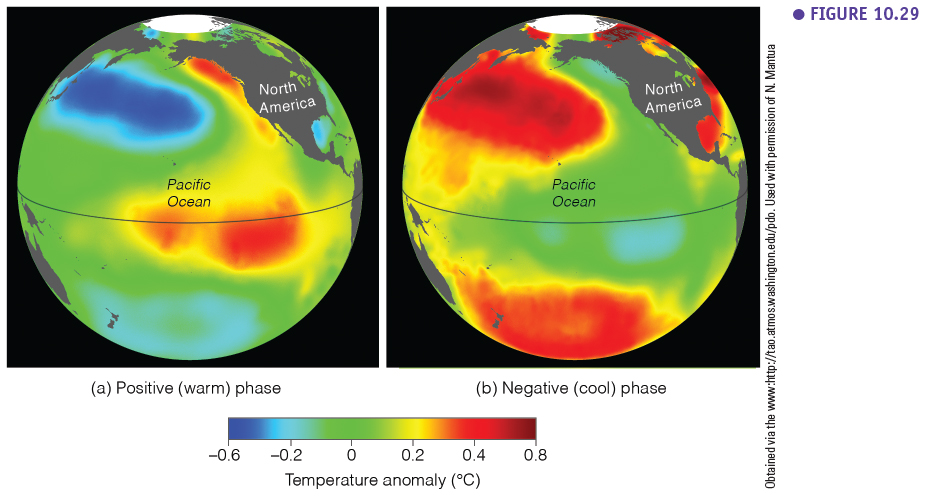 ● FIGURE 10.29
North
America
Pacific
Ocean
North
America
Pacific
Ocean
(a) Positive (warm) phase
(b) Negative (cool) phase
–0.6 –0.2 0 0.2 0.4 0.8
Temperature anomaly (°C)
Obtained via the www:http://tao.atmos.washington.edu/pdo. Used with permission of N. Mantua